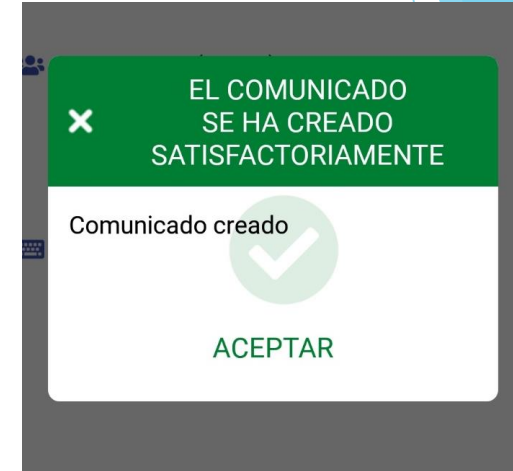 EL COMUNICADO
SE HA CREADO
SATISFACTORIAMENTE
Comunicado creado
ACEPTAR